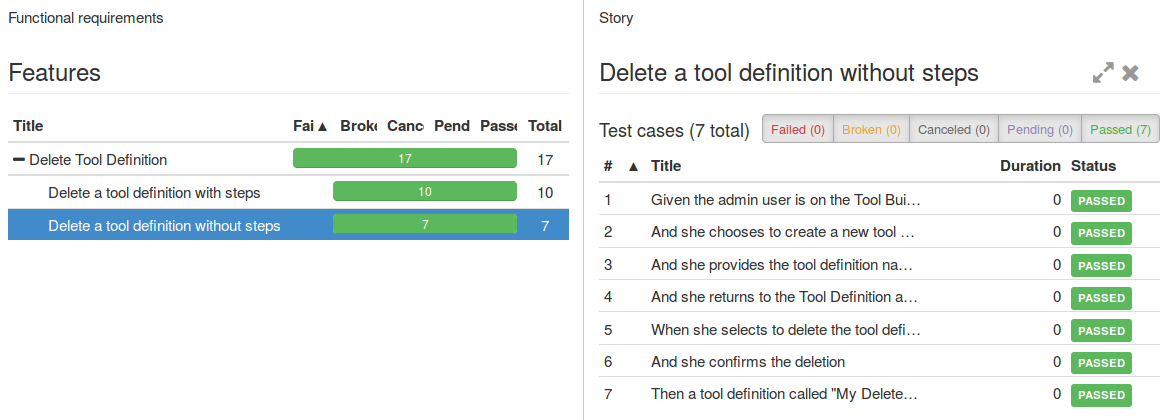 Functional requirements
Features
Title Fai ▲ Broke Canc Pend Passe Total
Delete Tool Definition 17 17
Delete a tool definition with steps 10 10
Delete a tool definition without steps 7 7
Story
Delete a tool definition without steps
Test cases (7 total) Failed (0) Broken (0) Canceled (0) Pending (0) Passed (7)
# ▲ Title Duration Status
1 Given the admin user is on the Tool Bui… 0 PASSED
2 And she chooses to create a new tool … 0 PASSED
3 And she provides the tool definition na… 0 PASSED
4 And she returns to the Tool Definition a… 0 PASSED
5 When she selects to delete the tool defi… 0 PASSED
6 And she confirms the deletion 0 PASSED
7 Then a tool definition called "My Delete… 0 PASSED